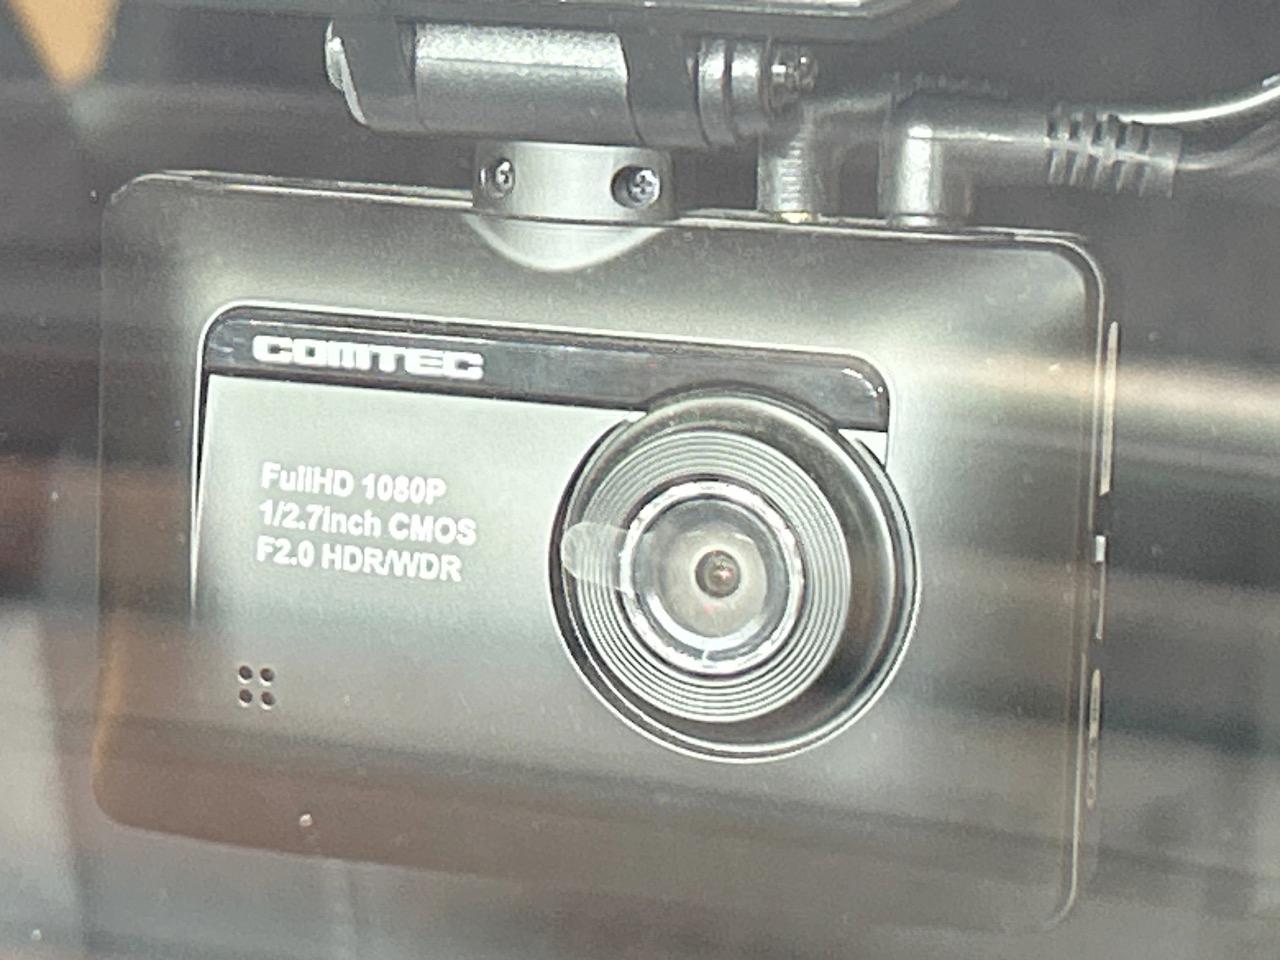 COMTEC
FullHD 1080P
1/2.7inch CMOS
F2.0 HDR/WDR